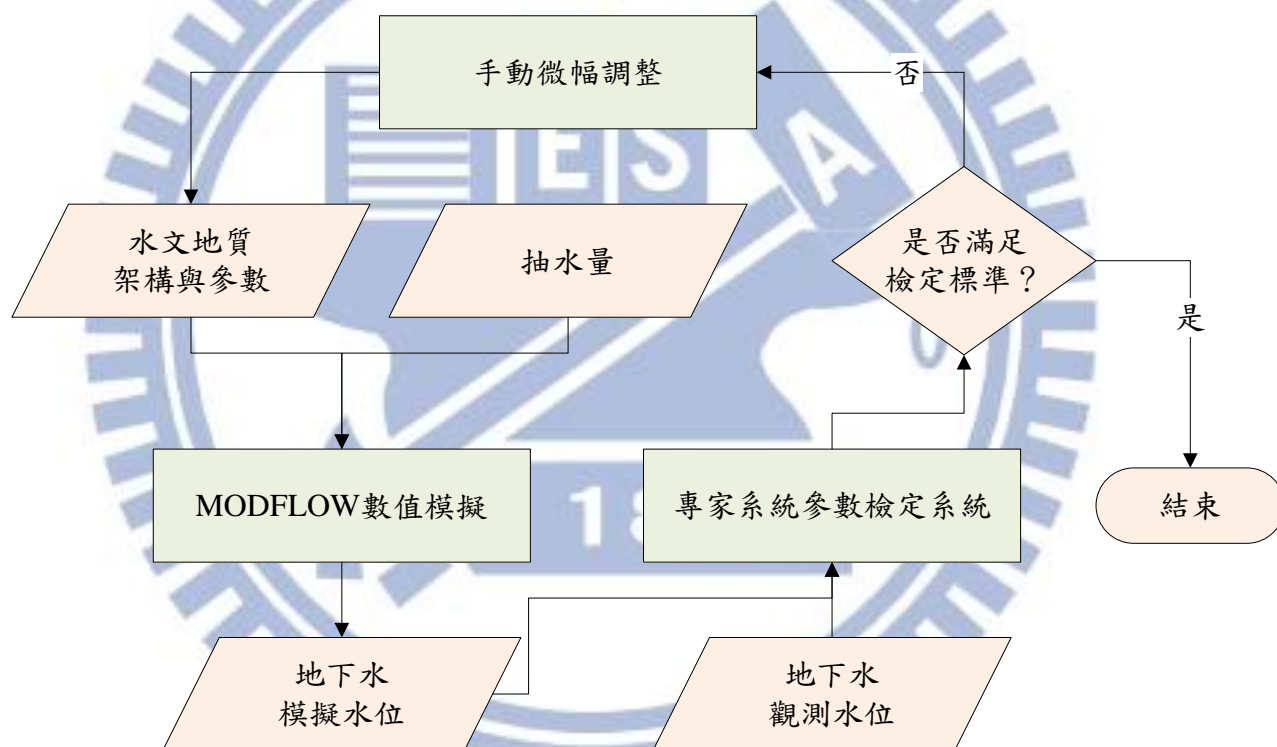 手動微幅調整
否
水文地質
架構與參數
抽水量
是否滿足
檢定標準？
是
MODFLOW數值模擬
專家系統參數檢定系統
結束
地下水
模擬水位
地下水
觀測水位
E S A
18